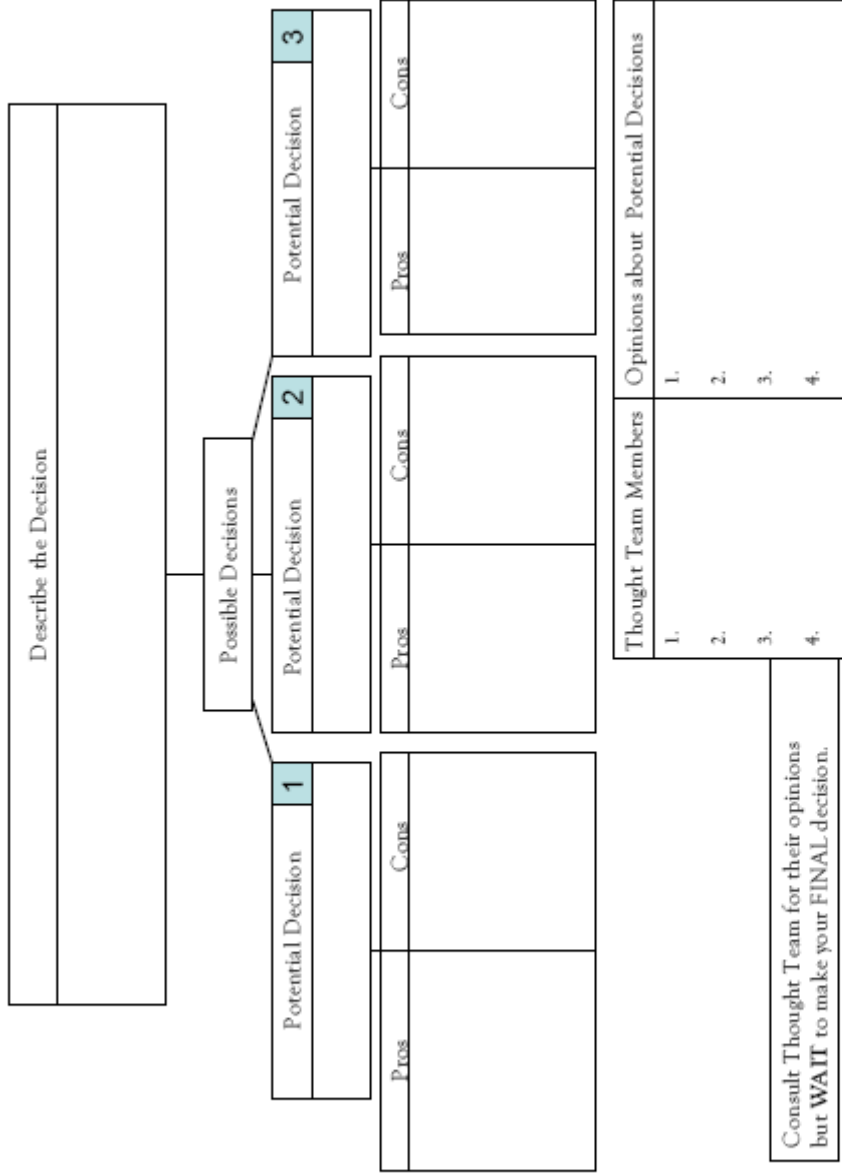 Describe the Decision
Possible Decisions
Potential Decision 1
Potential Decision 2
Potential Decision 3
Pros Cons
Pros Cons
Pros Cons
Consult Thought Team for their opinions
but WAIT to make your FINAL decision.
Thought Team Members Opinions about Potential Decisions
1. 1.
2. 2.
3. 3.
4. 4.